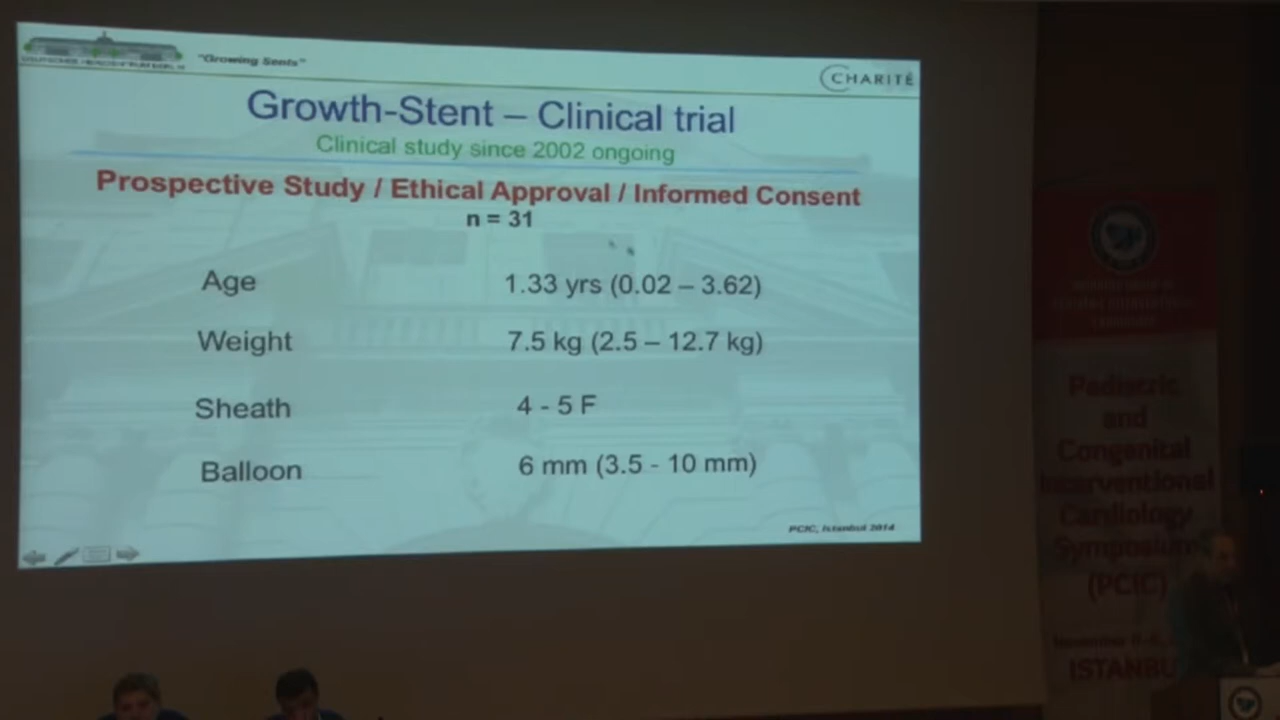 "Growing Sents"
CHARITÉ
Growth-Stent – Clinical trial
Clinical study since 2002 ongoing
Prospective Study / Ethical Approval / Informed Consent
n = 31
Age 1.33 yrs (0.02 – 3.62)
Weight 7.5 kg (2.5 – 12.7 kg)
Sheath 4 - 5 F
Balloon 6 mm (3.5 - 10 mm)
PCIC, Istanbul 2014
Pediatric
and
Congenital
Interventional
Cardiology
Symposium
(PCIC)
ISTANBU